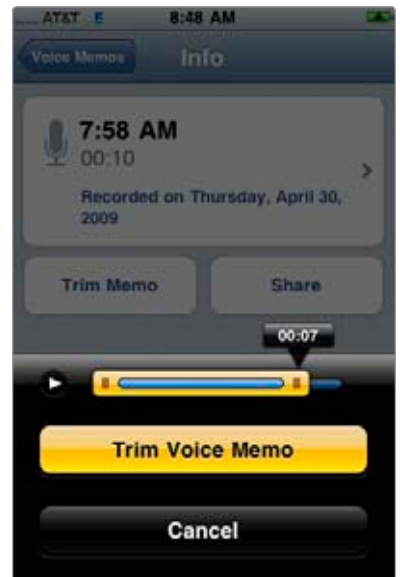 AT&T E 8:48 AM
Voice Memos Info
7:58 AM
00:10
Recorded on Thursday, April 30,
2009
Trim Memo Share
00:07
Trim Voice Memo
Cancel